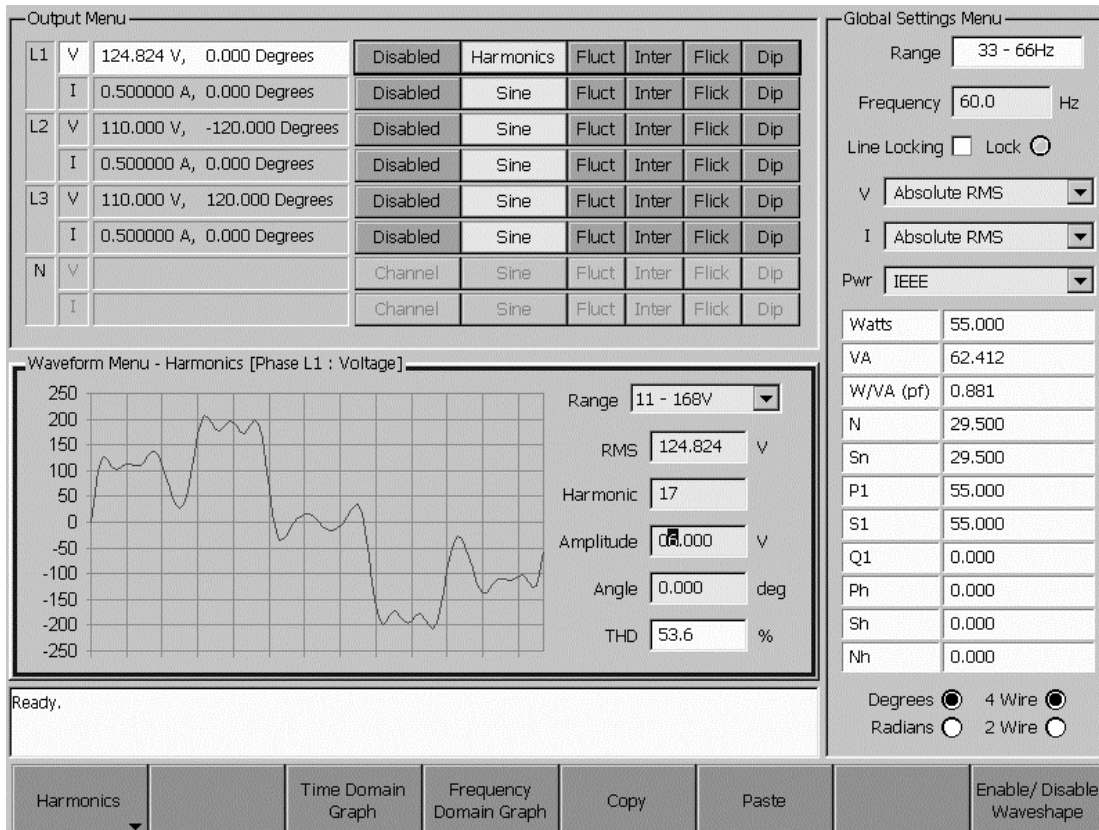 Output Menu
L1 V 124.824 V, 0.000 Degrees Disabled Harmonics Fluct Inter Flick Dip
I 0.500000 A, 0.000 Degrees Disabled Sine Fluct Inter Flick Dip
L2 V 110.000 V, -120.000 Degrees Disabled Sine Fluct Inter Flick Dip
I 0.500000 A, 0.000 Degrees Disabled Sine Fluct Inter Flick Dip
L3 V 110.000 V, 120.000 Degrees Disabled Sine Fluct Inter Flick Dip
I 0.500000 A, 0.000 Degrees Disabled Sine Fluct Inter Flick Dip
N V Channel Sine Fluct Inter Flick Dip
I Channel Sine Fluct Inter Flick Dip
Waveform Menu - Harmonics [Phase L1 : Voltage]
250
200
150
100
50
0
-50
-100
-150
-200
-250
Range 11 - 168V
RMS 124.824 V
Harmonic 17
Amplitude 06.000 V
Angle 0.000 deg
THD 53.6 %
Ready.
Global Settings Menu
Range 33 - 66Hz
Frequency 60.0 Hz
Line Locking Lock
V Absolute RMS
I Absolute RMS
Pwr IEEE
Watts 55.000
VA 62.412
W/VA (pf) 0.881
N 29.500
Sn 29.500
P1 55.000
S1 55.000
Q1 0.000
Ph 0.000
Sh 0.000
Nh 0.000
Degrees 4 Wire
Radians 2 Wire
Harmonics
Time Domain
Graph
Frequency
Domain Graph
Copy
Paste
Enable/ Disable
Waveshape